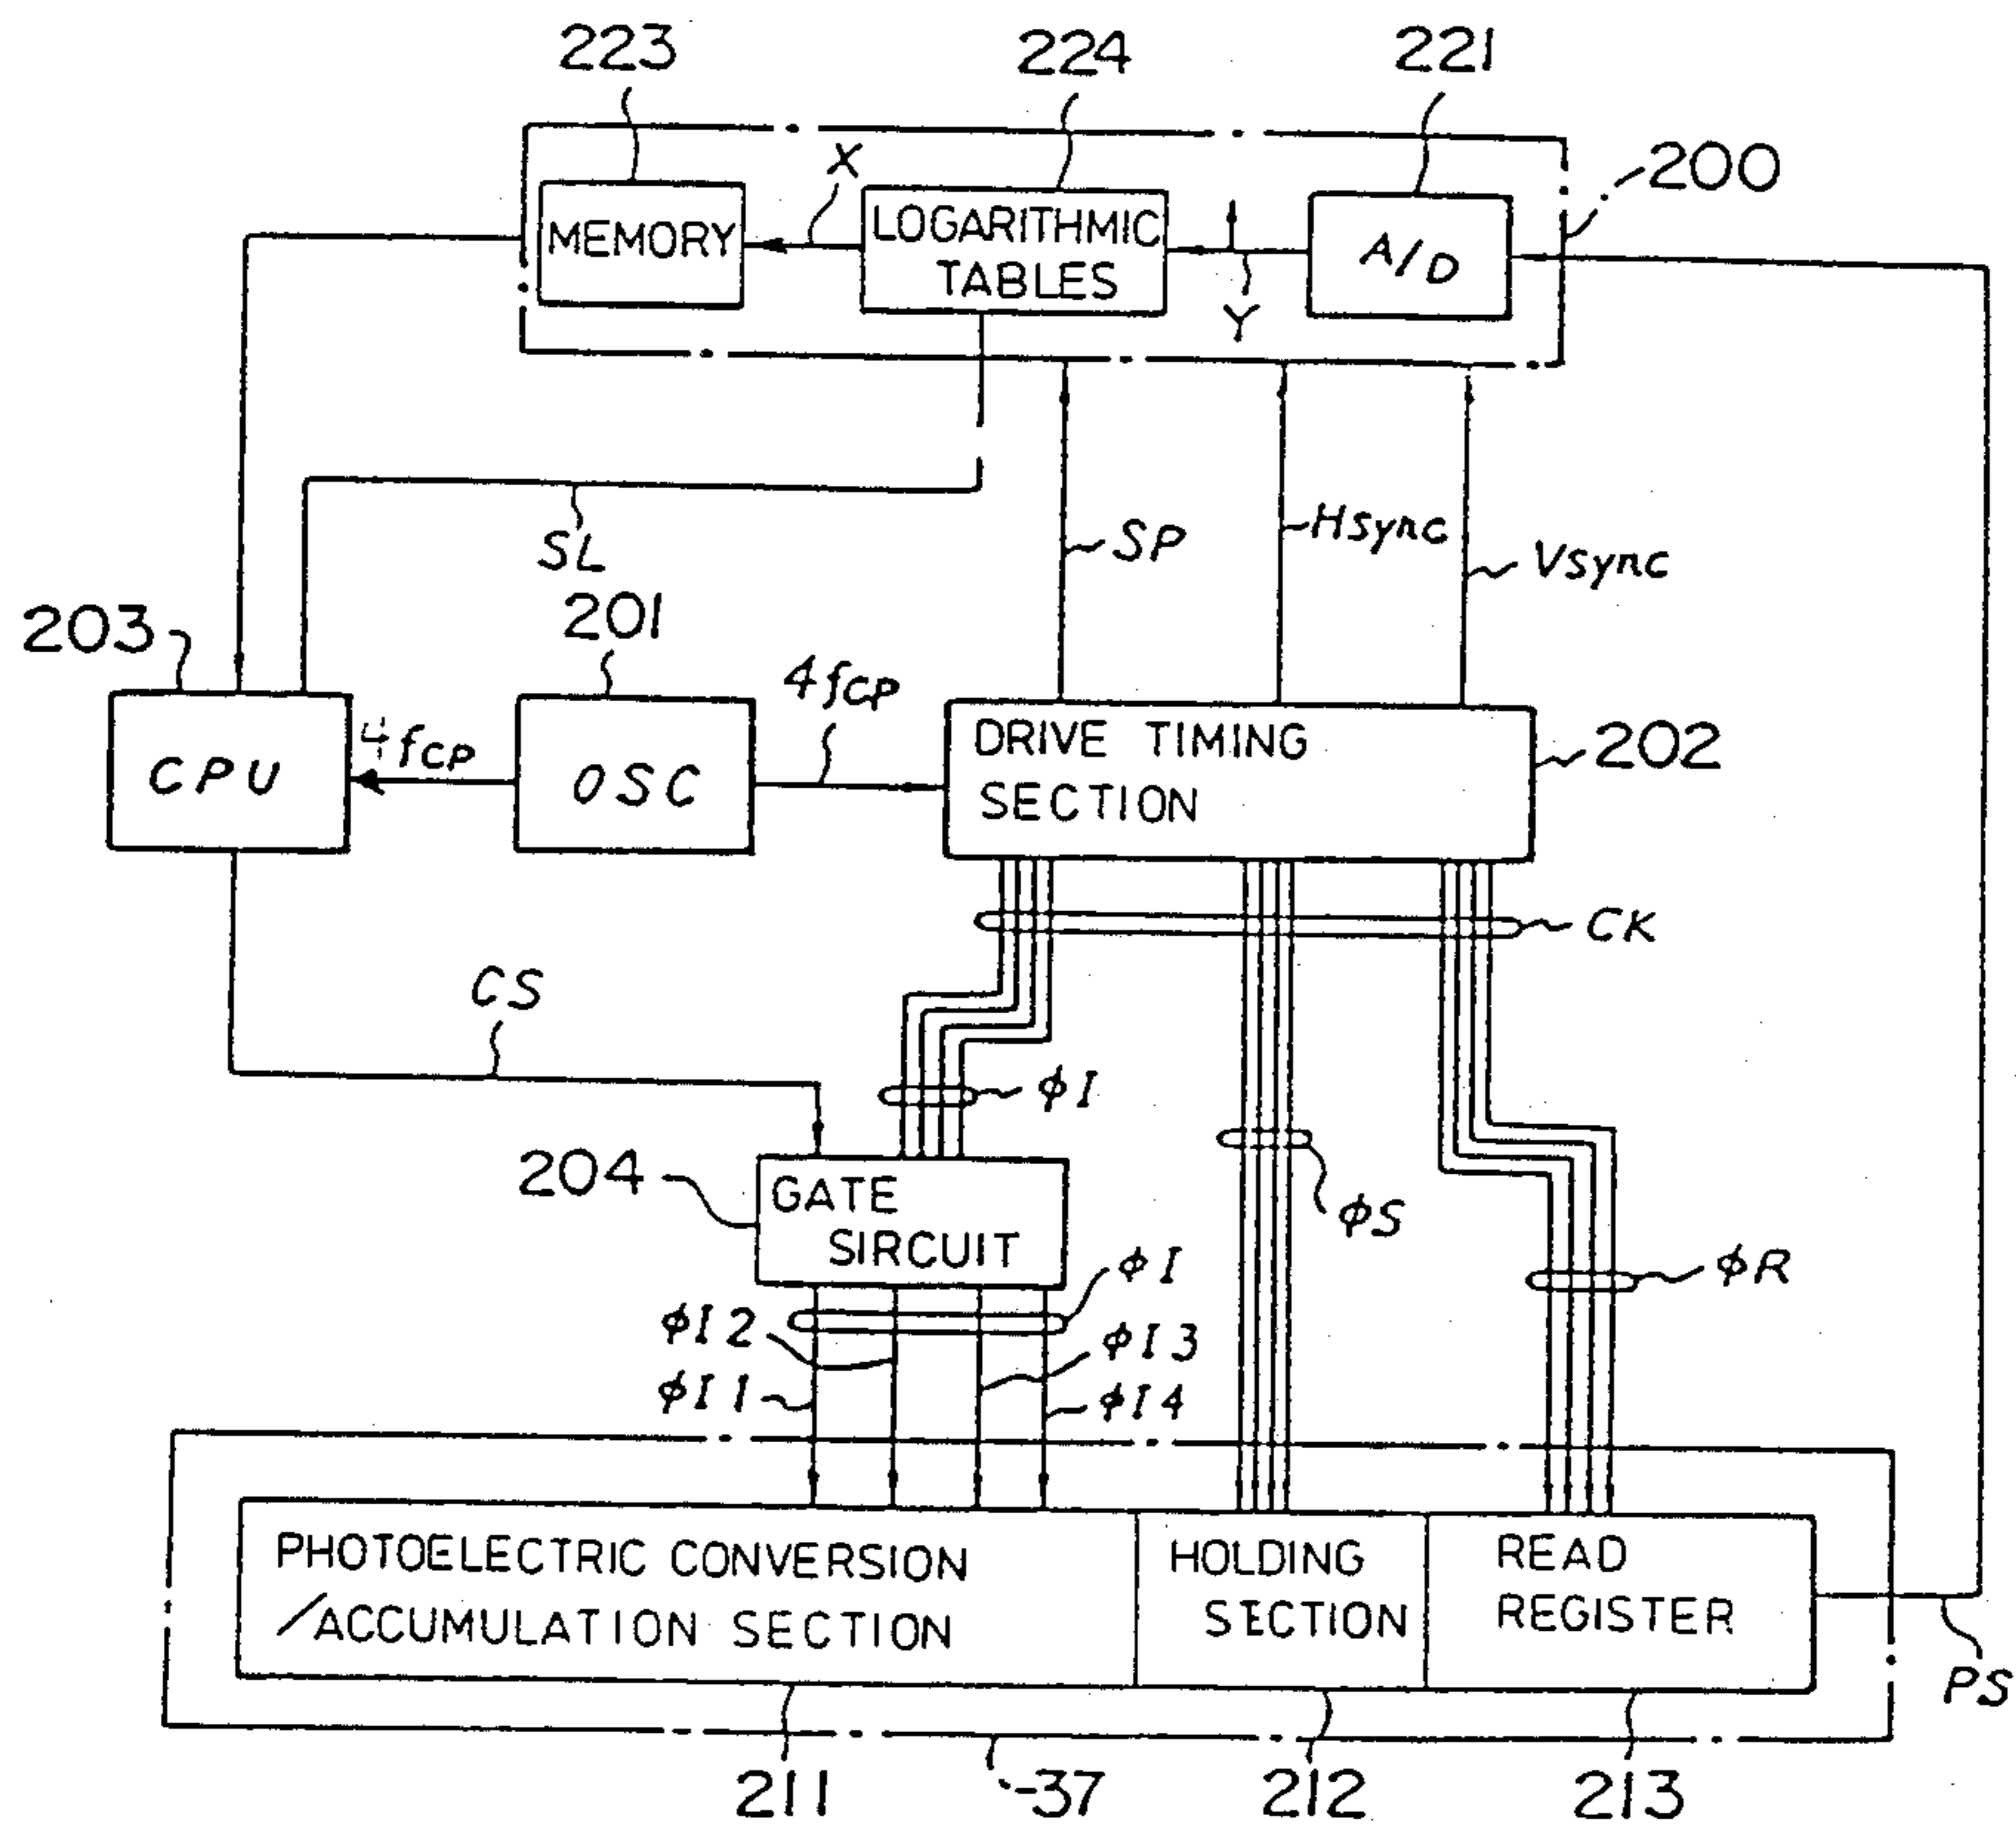 223
224
221
200
X
MEMORY
LOGARITHMIC
TABLES
A/D
Y
SL
SP
Hsync
Vsync
203
201
4fCP
4fCP
CPU
OSC
DRIVE TIMING
SECTION
202
CK
CS
φI
204
GATE
SIRCUIT
φS
φI
φR
φI2
φI3
φI1
φI4
PHOTOELECTRIC CONVERSION
/ACCUMULATION SECTION
HOLDING
SECTION
READ
REGISTER
PS
211
37
212
213